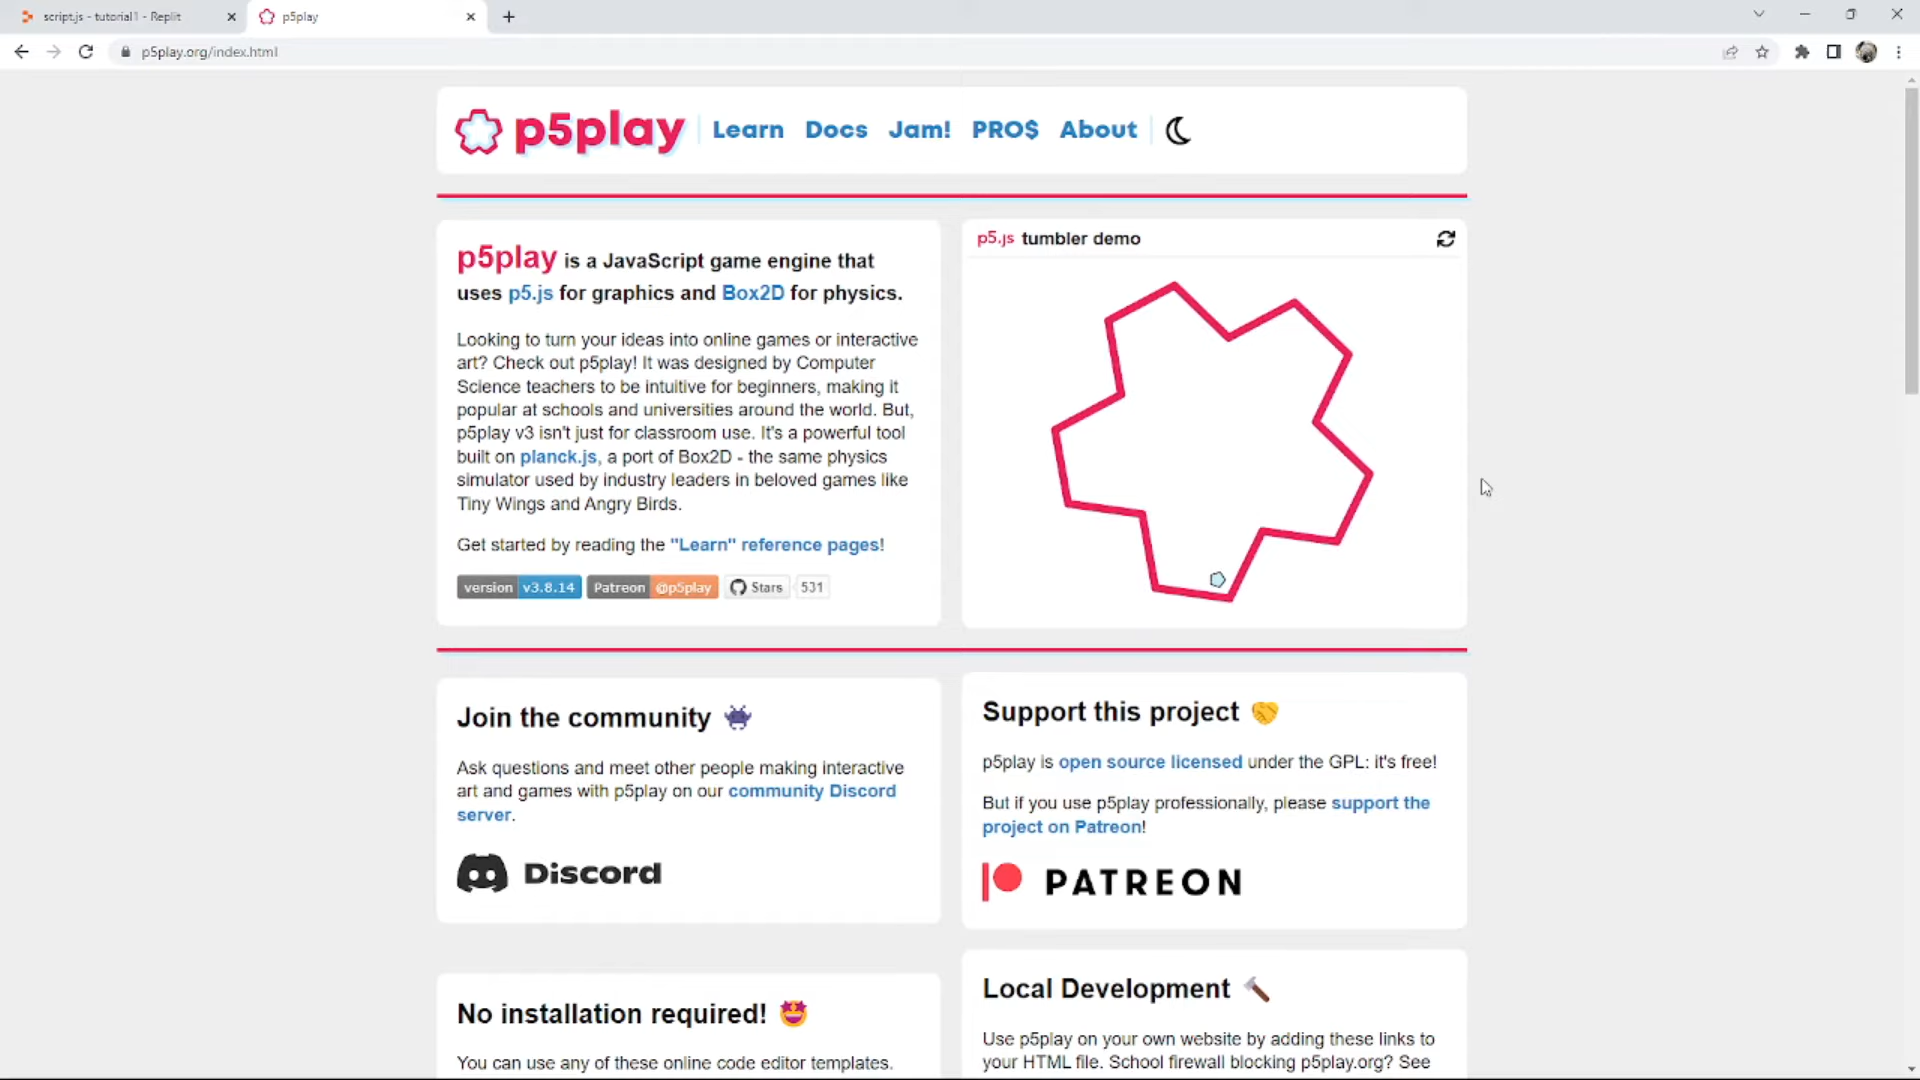 script.js - tutorial1 - Replit
p5play
p5play.org/index.html
p5play
Learn
Docs
Jam!
PRO$
About
p5play is a JavaScript game engine that
uses p5.js for graphics and Box2D for physics.
Looking to turn your ideas into online games or interactive
art? Check out p5play! It was designed by Computer
Science teachers to be intuitive for beginners, making it
popular at schools and universities around the world. But,
p5play v3 isn't just for classroom use. It's a powerful tool
built on planck.js, a port of Box2D - the same physics
simulator used by industry leaders in beloved games like
Tiny Wings and Angry Birds.
Get started by reading the "Learn" reference pages!
version v3.8.14 Patreon @p5play Stars 531
p5.js tumbler demo
Join the community
Ask questions and meet other people making interactive
art and games with p5play on our community Discord
server.
Discord
Support this project
p5play is open source licensed under the GPL: it's free!
But if you use p5play professionally, please support the
project on Patreon!
PATREON
No installation required!
You can use any of these online code editor templates.
Local Development
Use p5play on your own website by adding these links to
your HTML file. School firewall blocking p5play.org? See